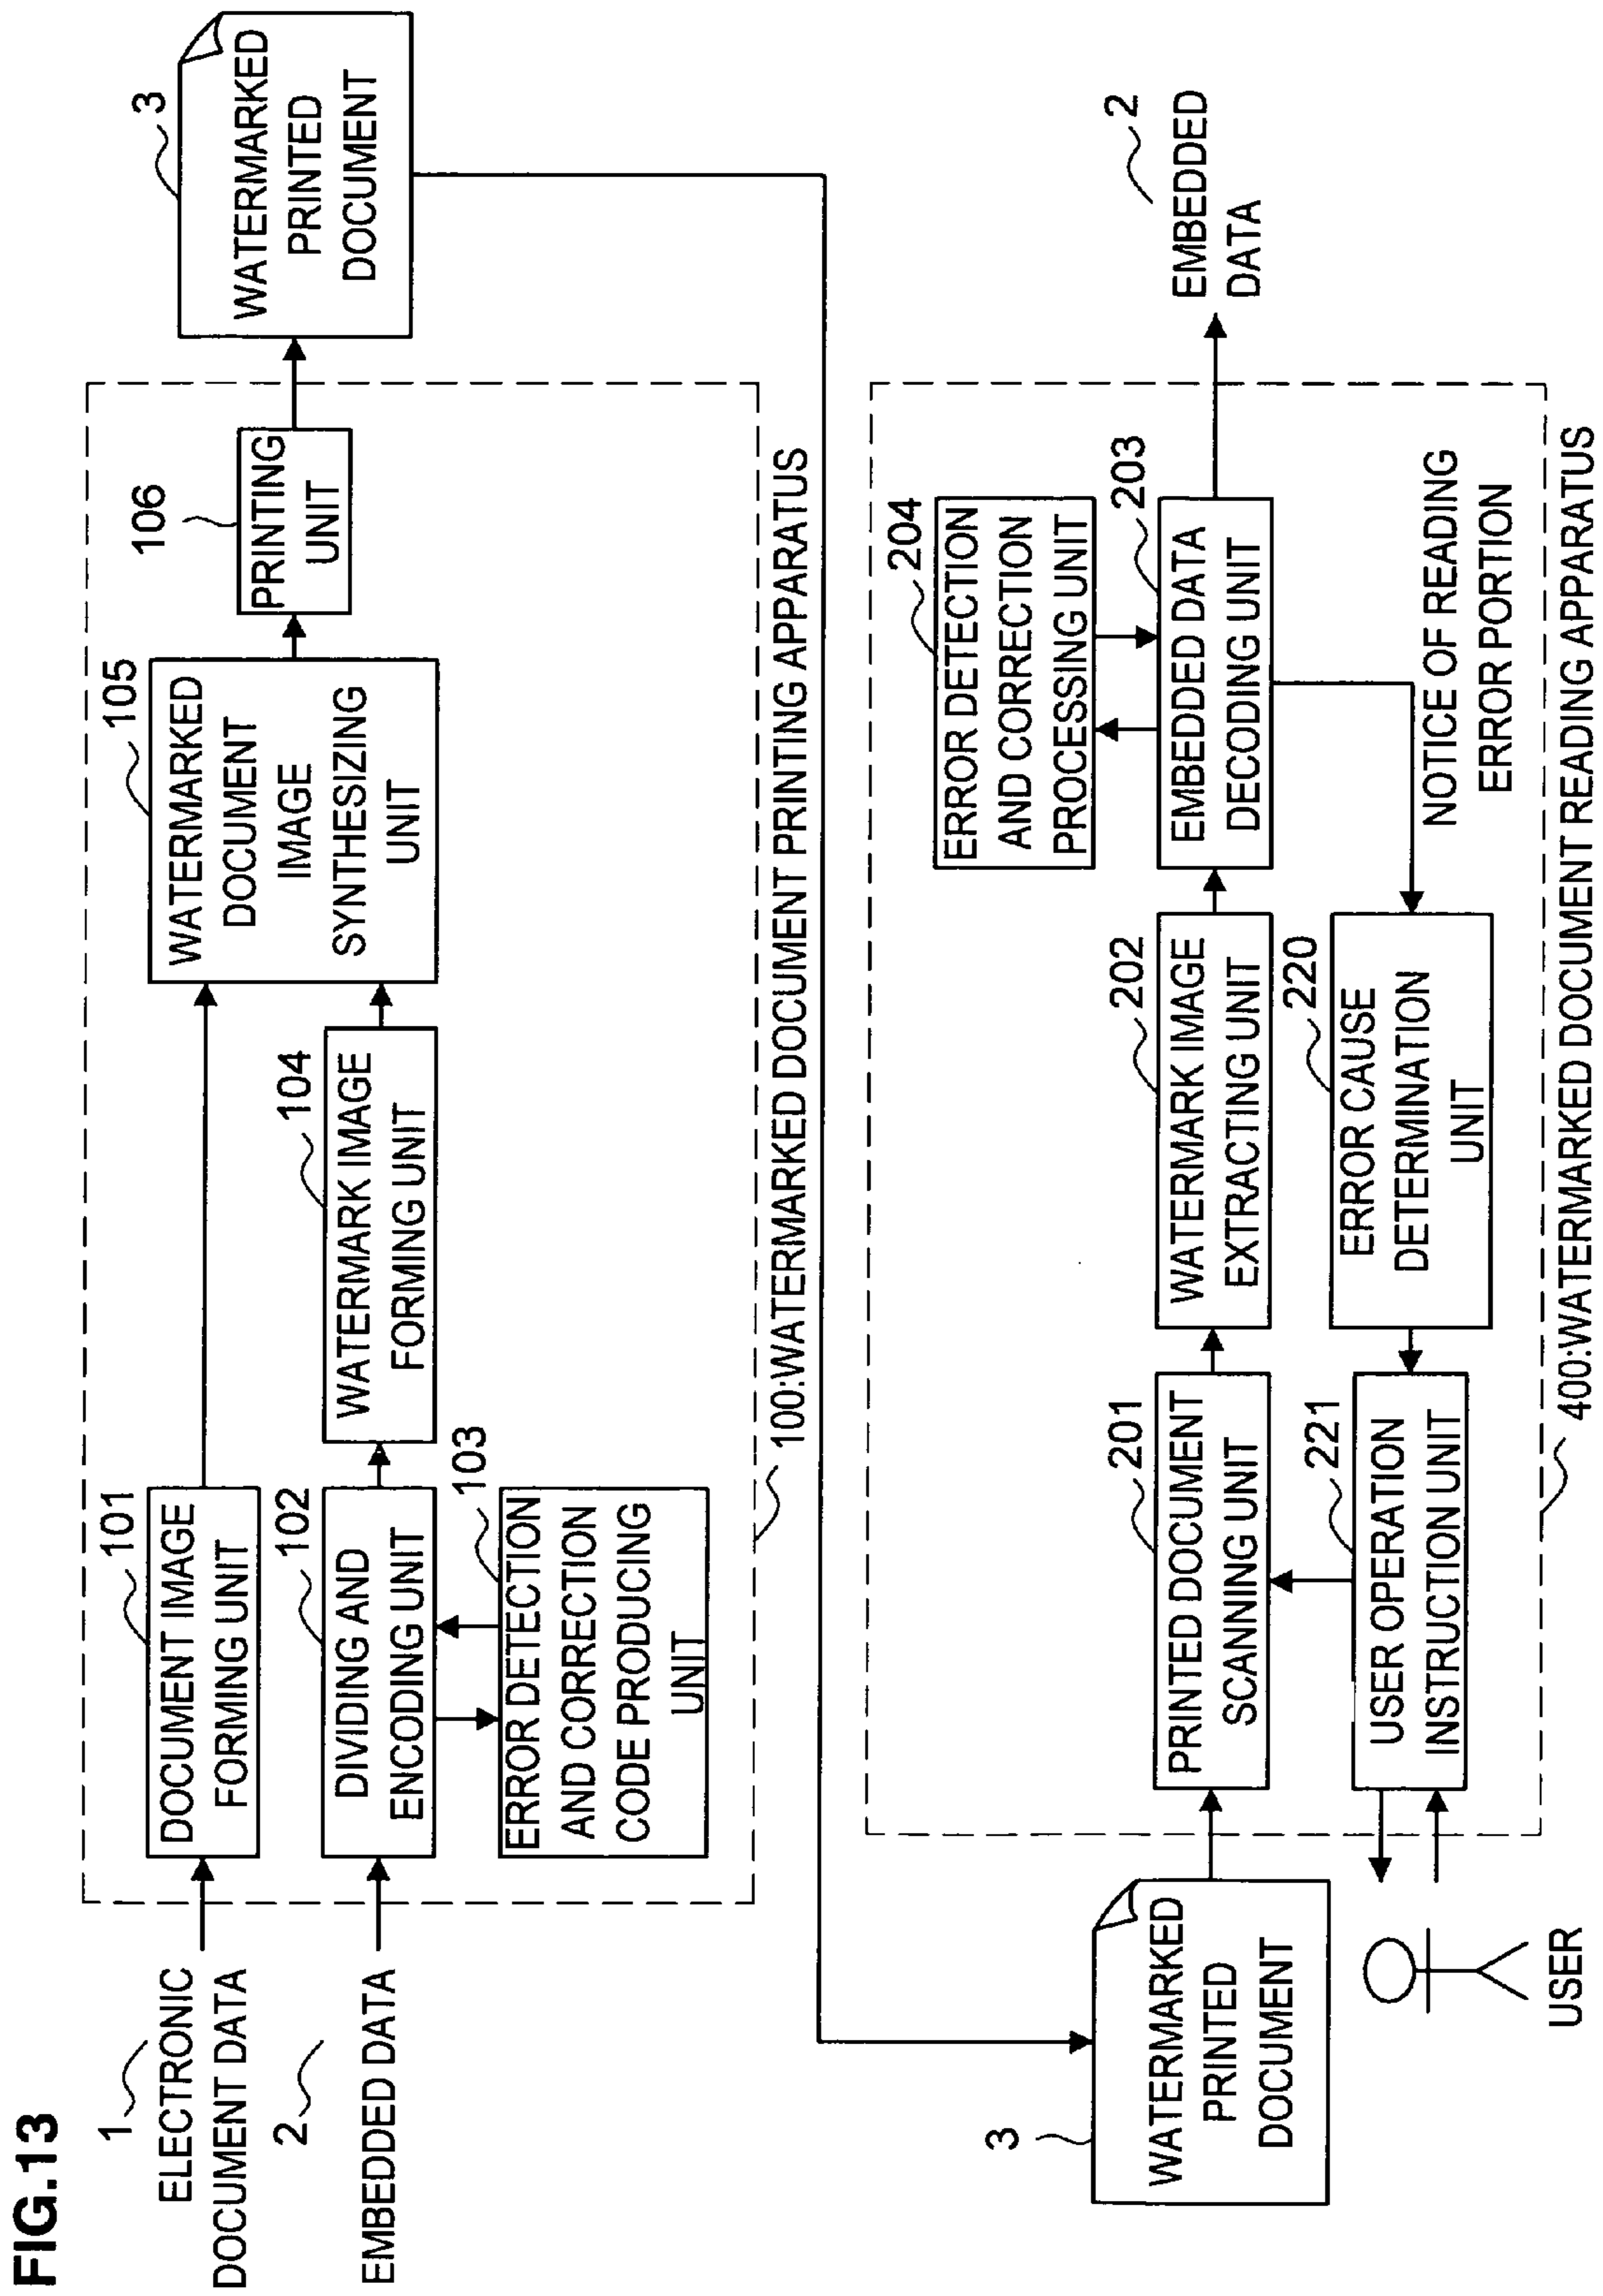 FIG.13
1
ELECTRONIC
DOCUMENT DATA
2
EMBEDDED DATA
101
DOCUMENT IMAGE
FORMING UNIT
102
DIVIDING AND
ENCODING UNIT
103
ERROR DETECTION
AND CORRECTION
CODE PRODUCING
UNIT
104
WATERMARK IMAGE
FORMING UNIT
105
WATERMARKED
DOCUMENT
IMAGE
SYNTHESIZING
UNIT
106
PRINTING
UNIT
3
WATERMARKED
PRINTED
DOCUMENT
100:WATERMARKED DOCUMENT PRINTING APPARATUS
3
WATERMARKED
PRINTED
DOCUMENT
USER
201
PRINTED DOCUMENT
SCANNING UNIT
221
USER OPERATION
INSTRUCTION UNIT
202
WATERMARK IMAGE
EXTRACTING UNIT
220
ERROR CAUSE
DETERMINATION
UNIT
204
ERROR DETECTION
AND CORRECTION
PROCESSING UNIT
203
EMBEDDED DATA
DECODING UNIT
NOTICE OF READING
ERROR PORTION
2
EMBEDDED
DATA
400:WATERMARKED DOCUMENT READING APPARATUS